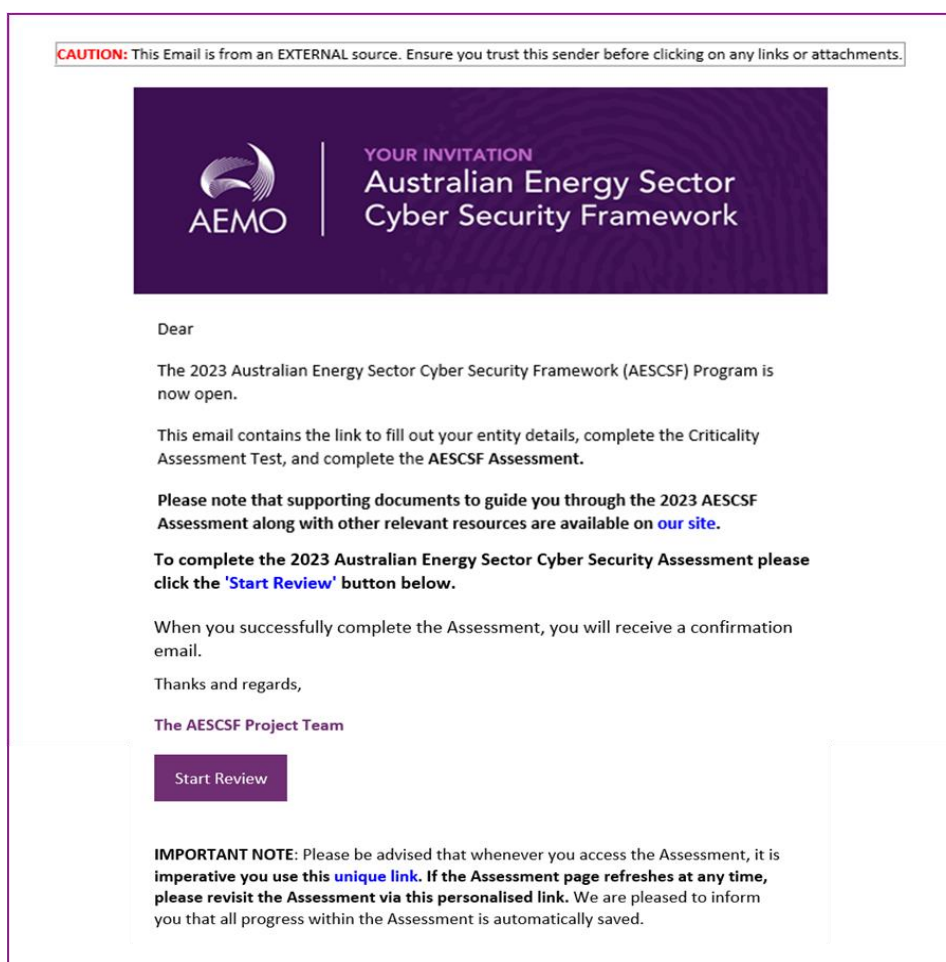 CAUTION: This Email is from an EXTERNAL source. Ensure you trust this sender before clicking on any links or attachments.
AEMO
YOUR INVITATION
Australian Energy Sector
Cyber Security Framework
Dear
The 2023 Australian Energy Sector Cyber Security Framework (AESCSF) Program is
now open.
This email contains the link to fill out your entity details, complete the Criticality
Assessment Test, and complete the AESCSF Assessment.
Please note that supporting documents to guide you through the 2023 AESCSF
Assessment along with other relevant resources are available on our site.
To complete the 2023 Australian Energy Sector Cyber Security Assessment please
click the 'Start Review' button below.
When you successfully complete the Assessment, you will receive a confirmation
email.
Thanks and regards,
The AESCSF Project Team
Start Review
IMPORTANT NOTE: Please be advised that whenever you access the Assessment, it is
imperative you use this unique link. If the Assessment page refreshes at any time,
please revisit the Assessment via this personalised link. We are pleased to inform
you that all progress within the Assessment is automatically saved.